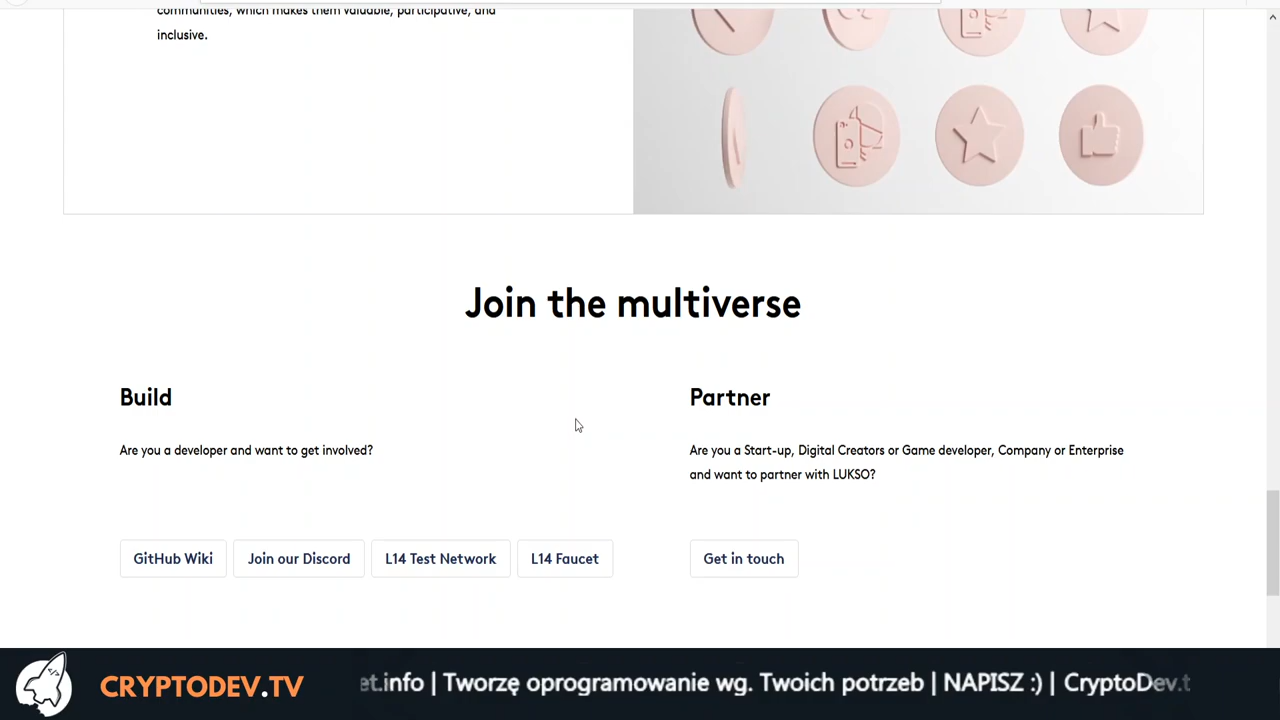 communities, which makes them valuable, participative, and
inclusive.
Join the multiverse
Build
Are you a developer and want to get involved?
GitHub Wiki
Join our Discord
L14 Test Network
L14 Faucet
Partner
Are you a Start-up, Digital Creators or Game developer, Company or Enterprise
and want to partner with LUKSO?
Get in touch
CRYPTODEV.TV
et.info | Tworzę oprogramowanie wg. Twoich potrzeb | NAPISZ :) | CryptoDev.t